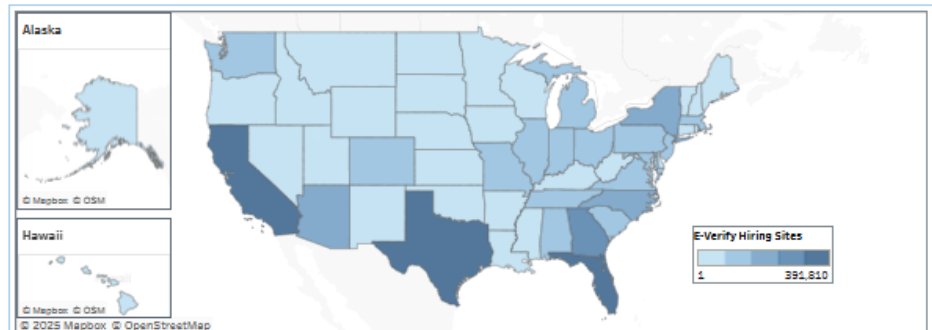 Alaska
© Mapbox © OSM
Hawaii
© Mapbox © OSM
© 2025 Mapbox © OpenStreetMap
E-Verify Hiring Sites
1 391,810